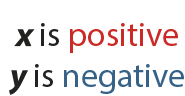 x is positive
y is negative